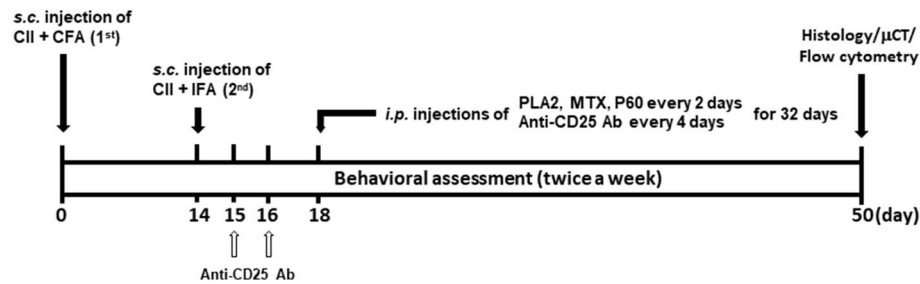 s.c. injection of
CII + CFA (1st)
s.c. injection of
CII + IFA (2nd)
i.p. injections of
PLA2, MTX, P60 every 2 days
Anti-CD25 Ab every 4 days
for 32 days
Histology/μCT/
Flow cytometry
Behavioral assessment (twice a week)
0 14 15 16 18 50(day)
Anti-CD25 Ab